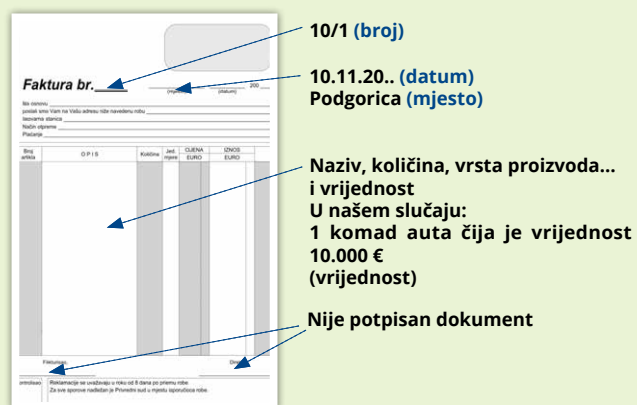 10/1 (broj)
Faktura br.
(mjesto) (datum) 200
10.11.20.. (datum)
Podgorica (mjesto)
Na osnovu
poslali smo Vam na Vašu adresu niže navedenu robu
Isovarna stanica
Način otpreme
Plaćanje
Broj artikla
OPIS
Količina
Jed. mjere
CIJENA
EURO
IZNOS
EURO
Naziv, količina, vrsta proizvoda...
i vrijednost
U našem slučaju:
1 komad auta čija je vrijednost
10.000 €
(vrijednost)
Nije potpisan dokument
Fakturisao,
Direktor
Reklamacije se uvažavaju u roku od 8 dana po prijemu robe.
Za sve sporove nadležan je Privredni sud u mjestu isporučioca robe.